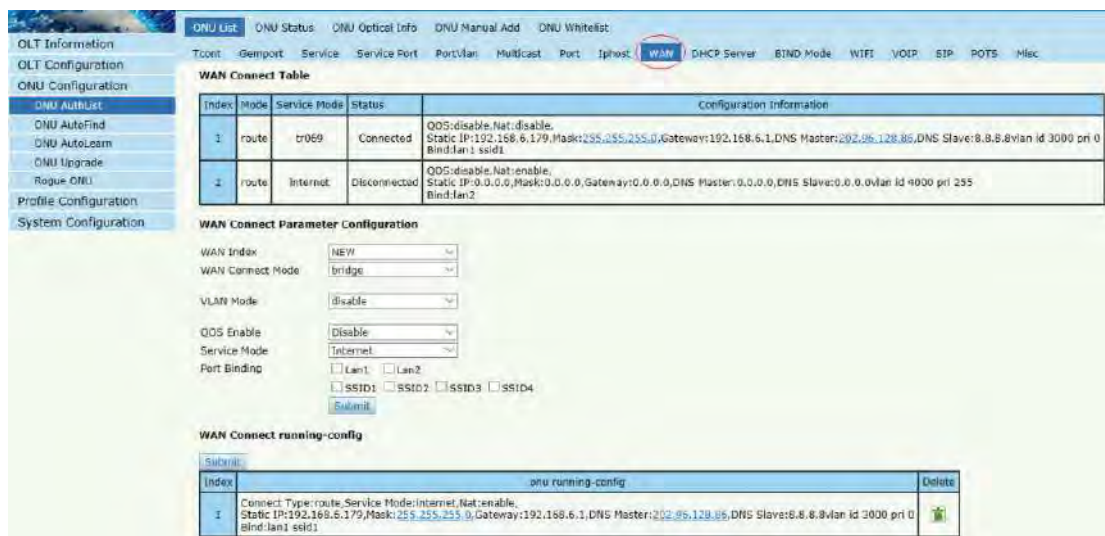 ONU List ONU Status ONU Optical Info ONU Manual Add ONU Whitelist
OLT Information
OLT Configuration
ONU Configuration
ONU AuthList
ONU AutoFind
ONU AutoLearn
ONU Upgrade
Rogue ONU
Profile Configuration
System Configuration
Tcont Gemport Service Service Port PortVlan Multicast Port Iphost WAN DHCP Server BIND Mode WIFI VOIP SIP POTS Misc
WAN Connect Table
Index Mode Service Mode Status Configuration Information
1 route tr069 Connected
QOS:disable,Nat:disable,
Static IP:192.168.6.179,Mask:255.255.255.0,Gateway:192.168.6.1,DNS Master:202.96.128.86,DNS Slave:8.8.8.8vlan id 3000 pri 0
Bind:lan1 ssid1
2 route Internet Disconnected
QOS:disable,Nat:enable,
Static IP:0.0.0.0,Mask:0.0.0.0,Gateway:0.0.0.0,DNS Master:0.0.0.0,DNS Slave:0.0.0.0vlan id 4000 pri 255
Bind:lan2
WAN Connect Parameter Configuration
WAN Index NEW
WAN Connect Mode bridge
VLAN Mode disable
QOS Enable Disable
Service Mode Internet
Port Binding Lan1 Lan2
SSID1 SSID2 SSID3 SSID4
Submit
WAN Connect running-config
Submit
Index onu running-config Delete
1
Connect Type:route,Service Mode:internet,Nat:enable,
Static IP:192.168.6.179,Mask:255.255.255.0,Gateway:192.168.6.1,DNS Master:202.96.128.86,DNS Slave:8.8.8.8vlan id 3000 pri 0
Bind:lan1 ssid1